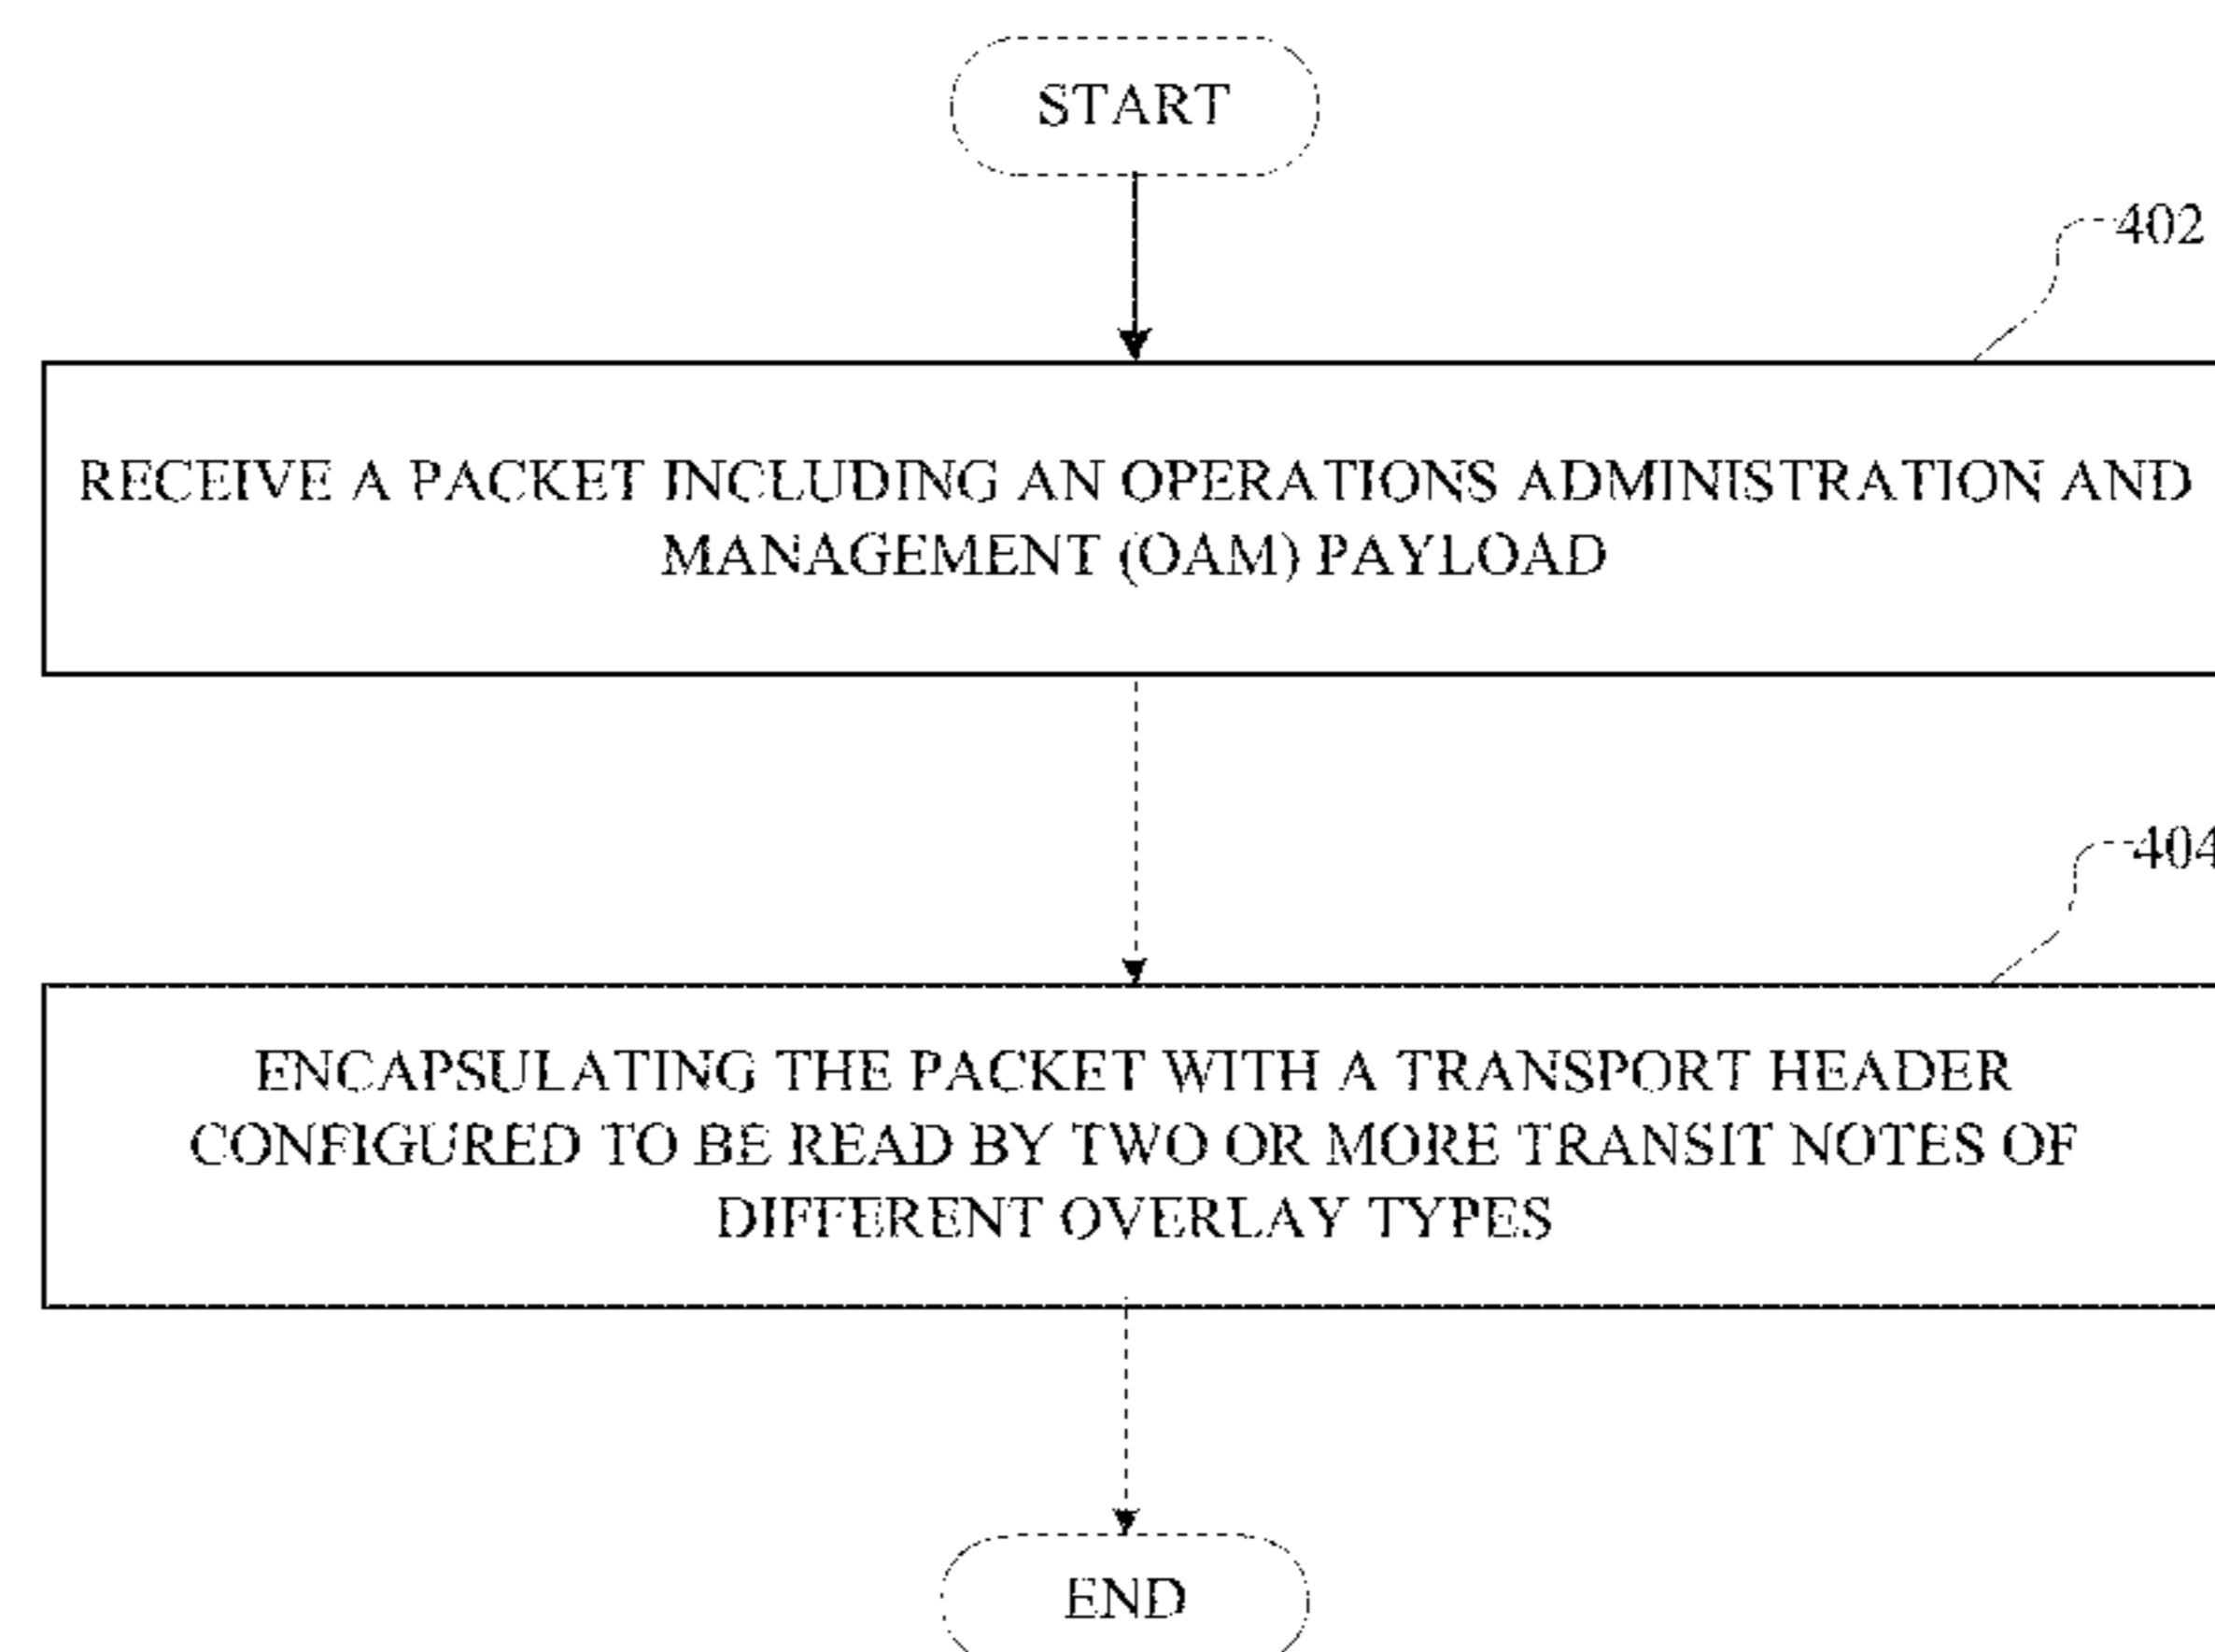 START
402
RECEIVE A PACKET INCLUDING AN OPERATIONS ADMINISTRATION AND
MANAGEMENT (OAM) PAYLOAD
404
ENCAPSULATING THE PACKET WITH A TRANSPORT HEADER
CONFIGURED TO BE READ BY TWO OR MORE TRANSIT NOTES OF
DIFFERENT OVERLAY TYPES
END